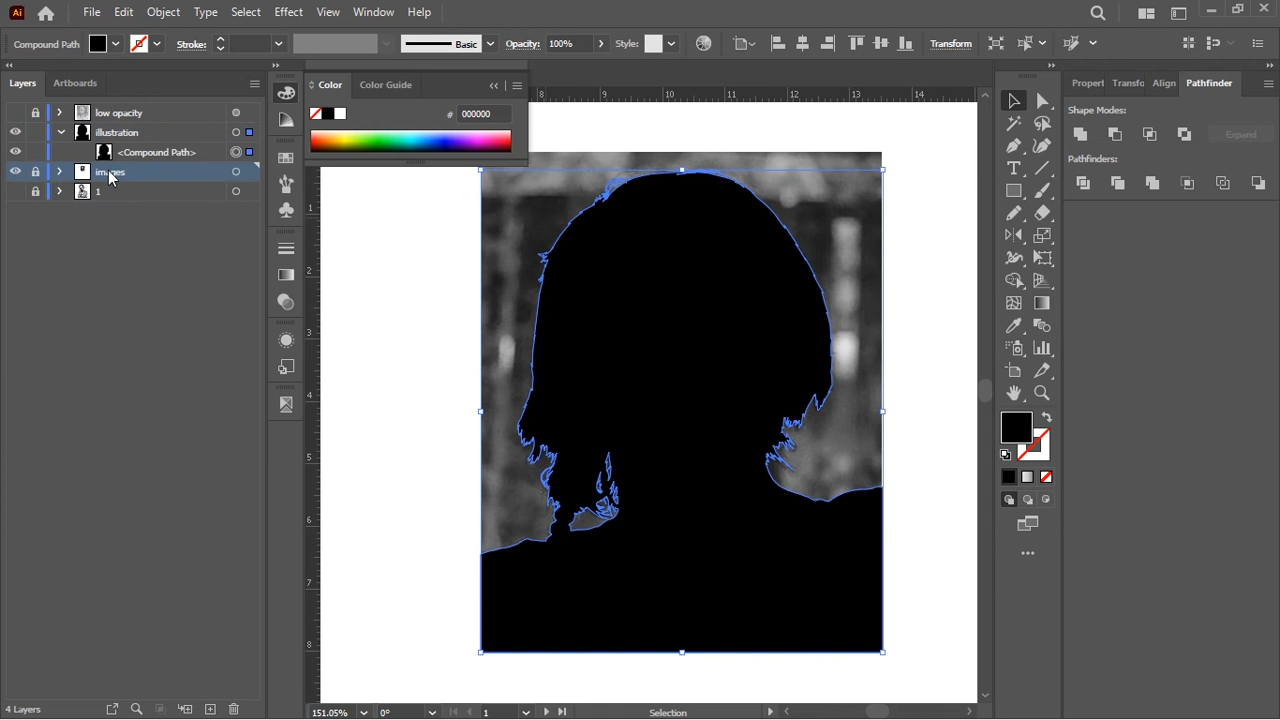 Ai File Edit Object Type Select Effect View Window Help
Compound Path Stroke: Basic Opacity: 100% Style: Transform
Layers Artboards Color Color Guide Propert Transfo Align Pathfinder
low opacity
illustration
<Compound Path>
images
1
# 000000
8 9 10 11 12 13 14
Shape Modes:
Expand
Pathfinders:
1
2
3
4
5
6
7
8
4 Layers 151.05% 0° 1 Selection